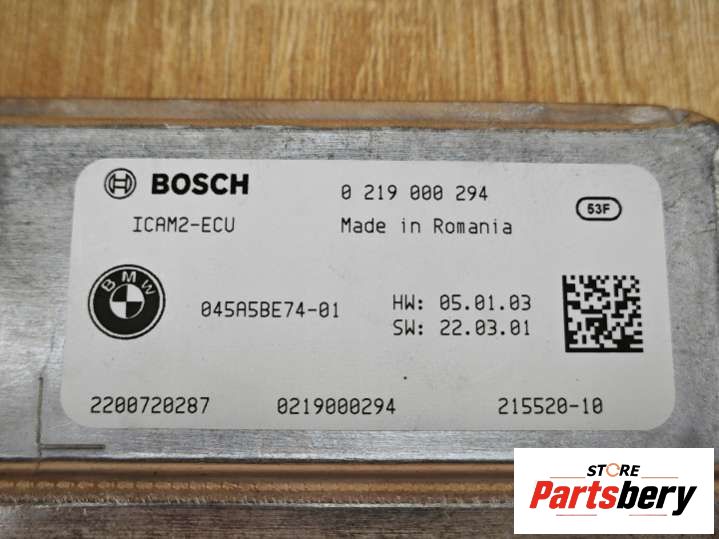 BOSCH 0 219 000 294
53F
ICAM2-ECU Made in Romania
BMW
045A5BE74-01 HW: 05.01.03
SW: 22.03.01
2200720287 0219000294 215520-10
STORE
Partsbery